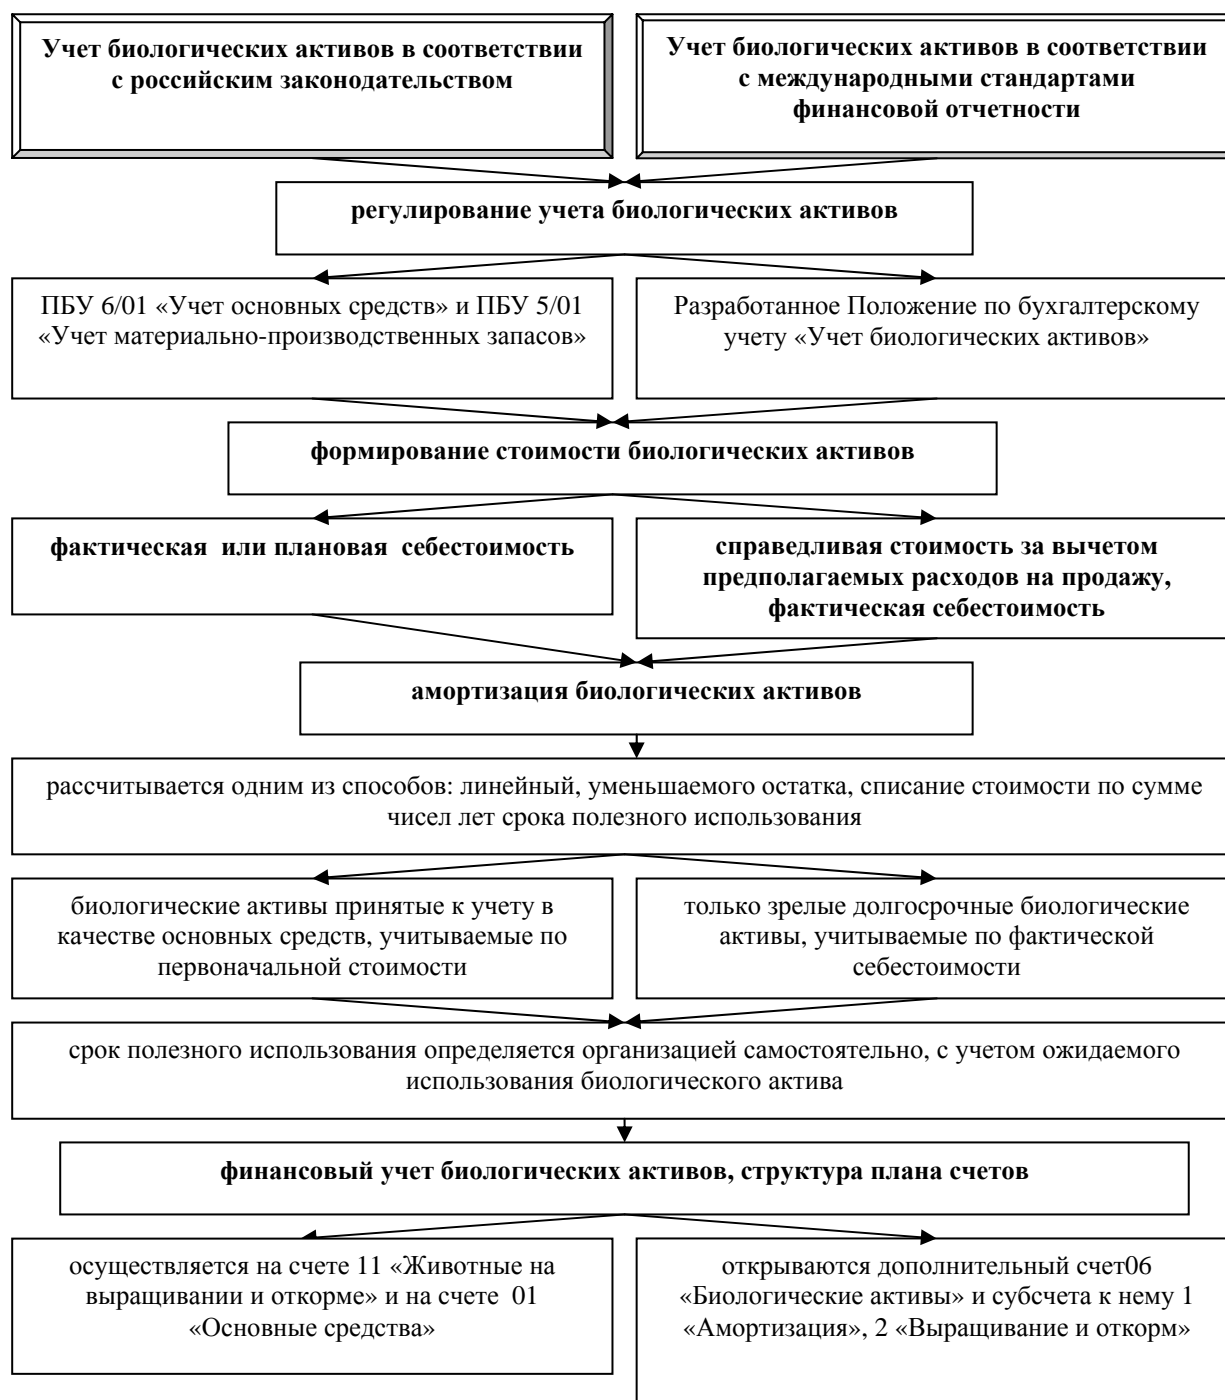 Учет биологических активов в соответствии
с российским законодательством
Учет биологических активов в соответствии
с международными стандартами
финансовой отчетности
регулирование учета биологических активов
ПБУ 6/01 «Учет основных средств» и ПБУ 5/01
«Учет материально-производственных запасов»
Разработанное Положение по бухгалтерскому
учету «Учет биологических активов»
формирование стоимости биологических активов
фактическая или плановая себестоимость
справедливая стоимость за вычетом
предполагаемых расходов на продажу,
фактическая себестоимость
амортизация биологических активов
рассчитывается одним из способов: линейный, уменьшаемого остатка, списание стоимости по сумме
чисел лет срока полезного использования
биологические активы принятые к учету в
качестве основных средств, учитываемые по
первоначальной стоимости
только зрелые долгосрочные биологические
активы, учитываемые по фактической
себестоимости
срок полезного использования определяется организацией самостоятельно, с учетом ожидаемого
использования биологического актива
финансовый учет биологических активов, структура плана счетов
осуществляется на счете 11 «Животные на
выращивании и откорме» и на счете 01
«Основные средства»
открываются дополнительный счет06
«Биологические активы» и субсчета к нему 1
«Амортизация», 2 «Выращивание и откорм»